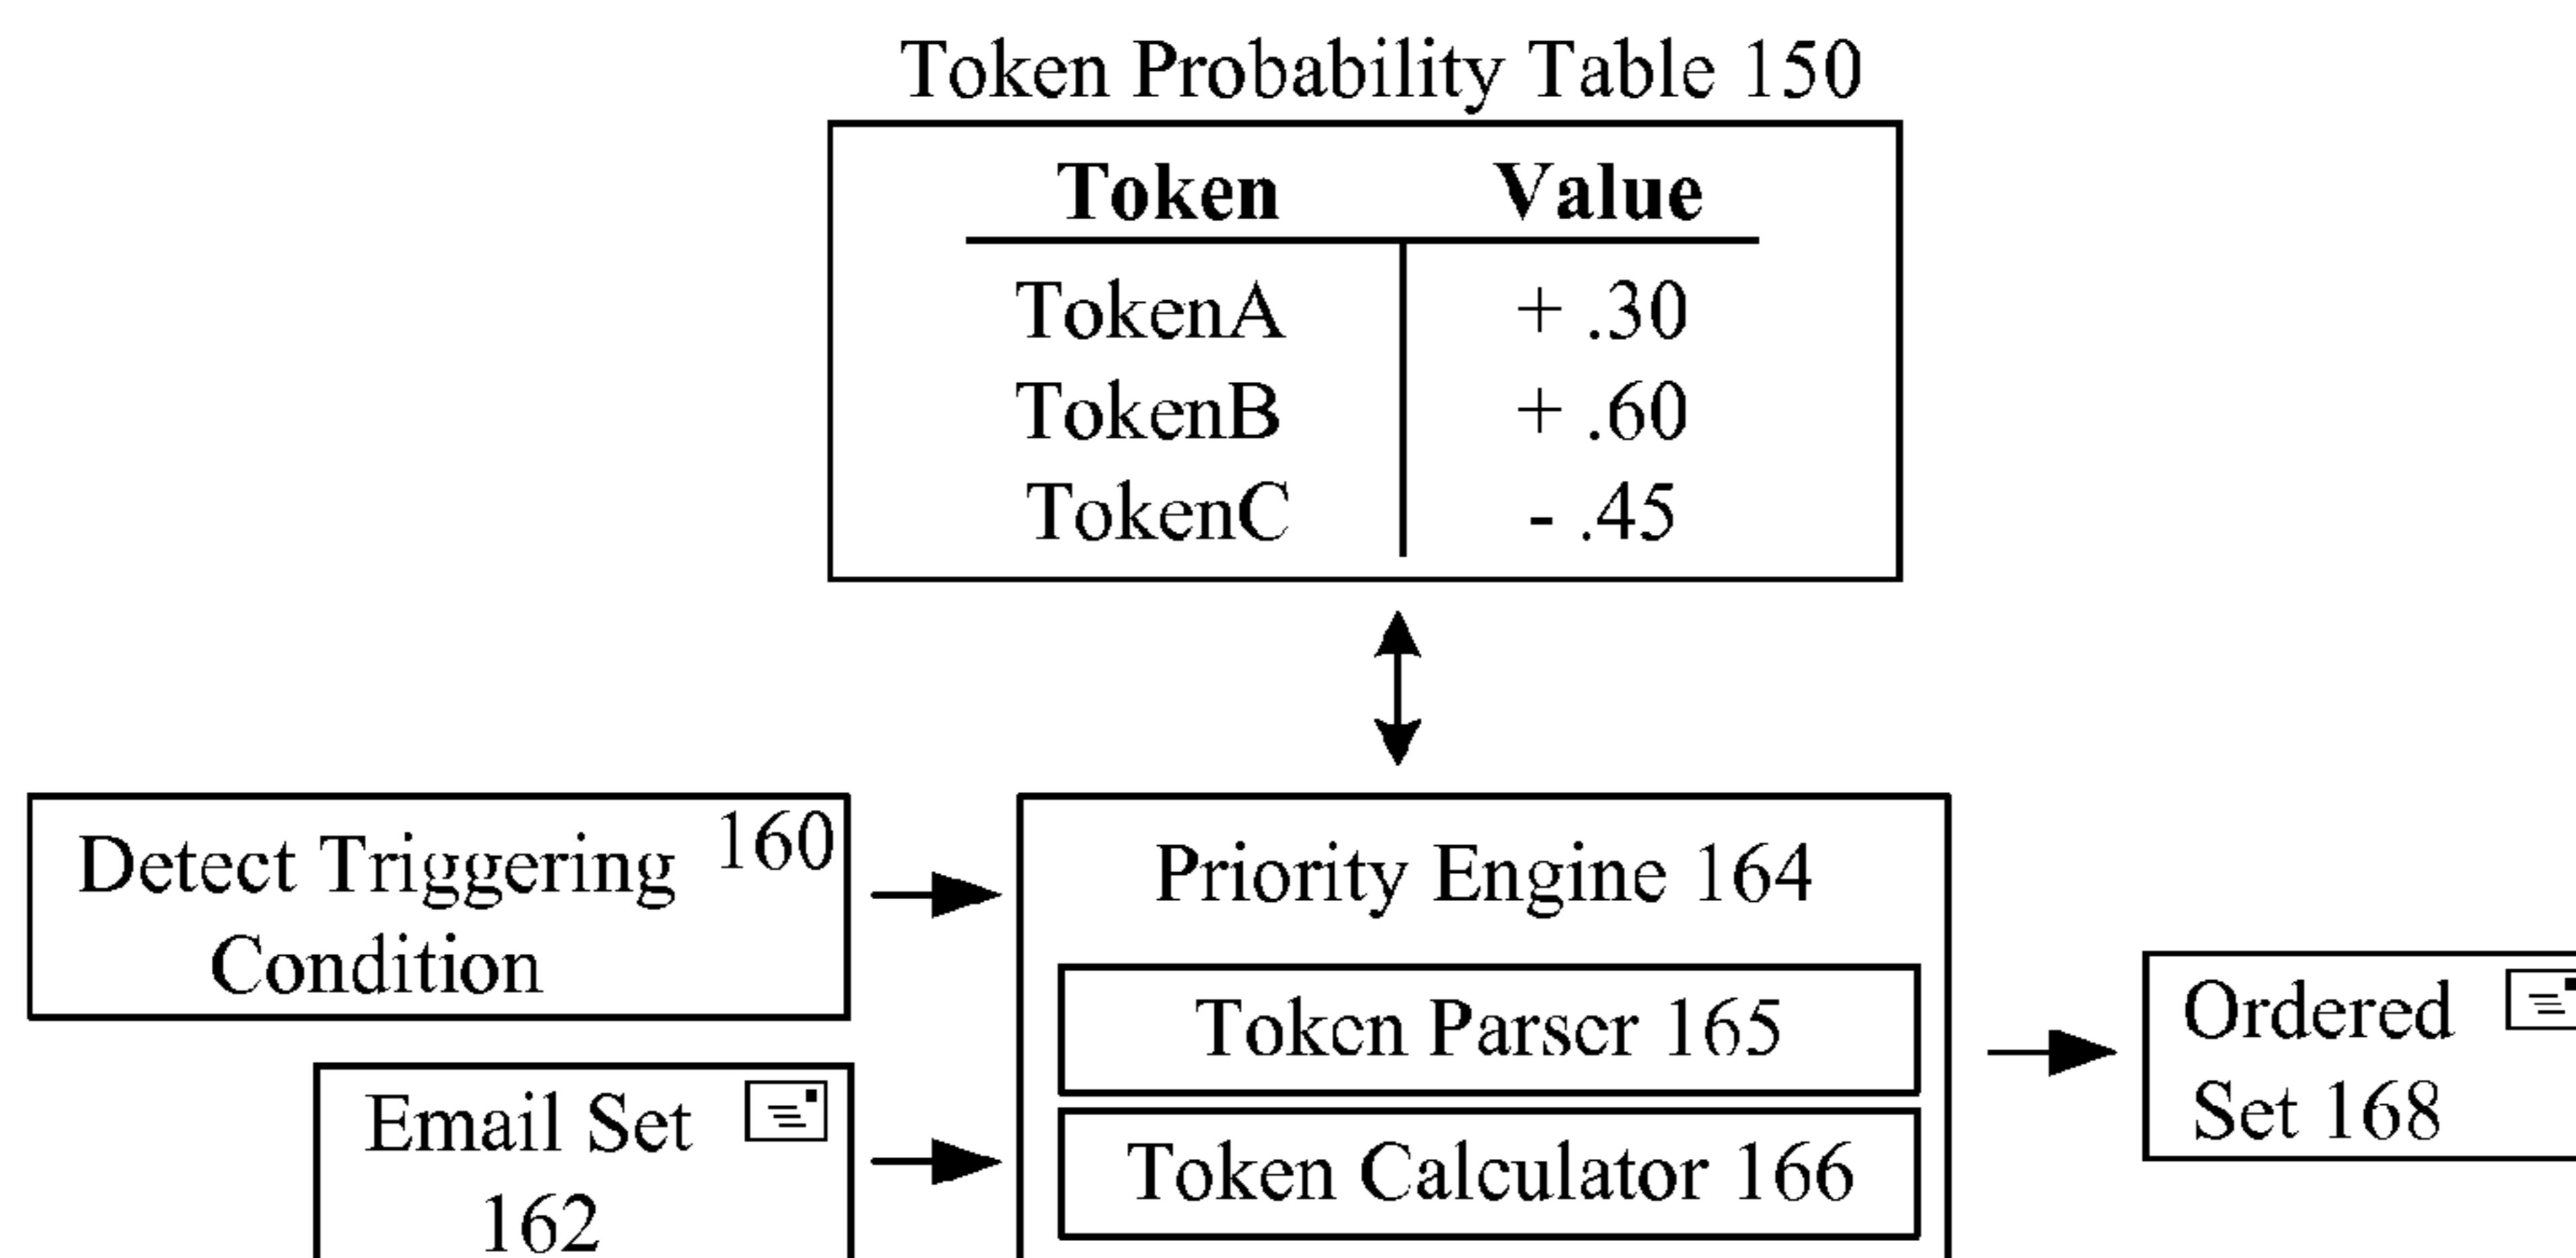 Token Probability Table 150
Token Value
TokenA + .30
TokenB + .60
TokenC - .45
Detect Triggering 160
Condition
Email Set
162
Priority Engine 164
Token Parser 165
Token Calculator 166
Ordered
Set 168